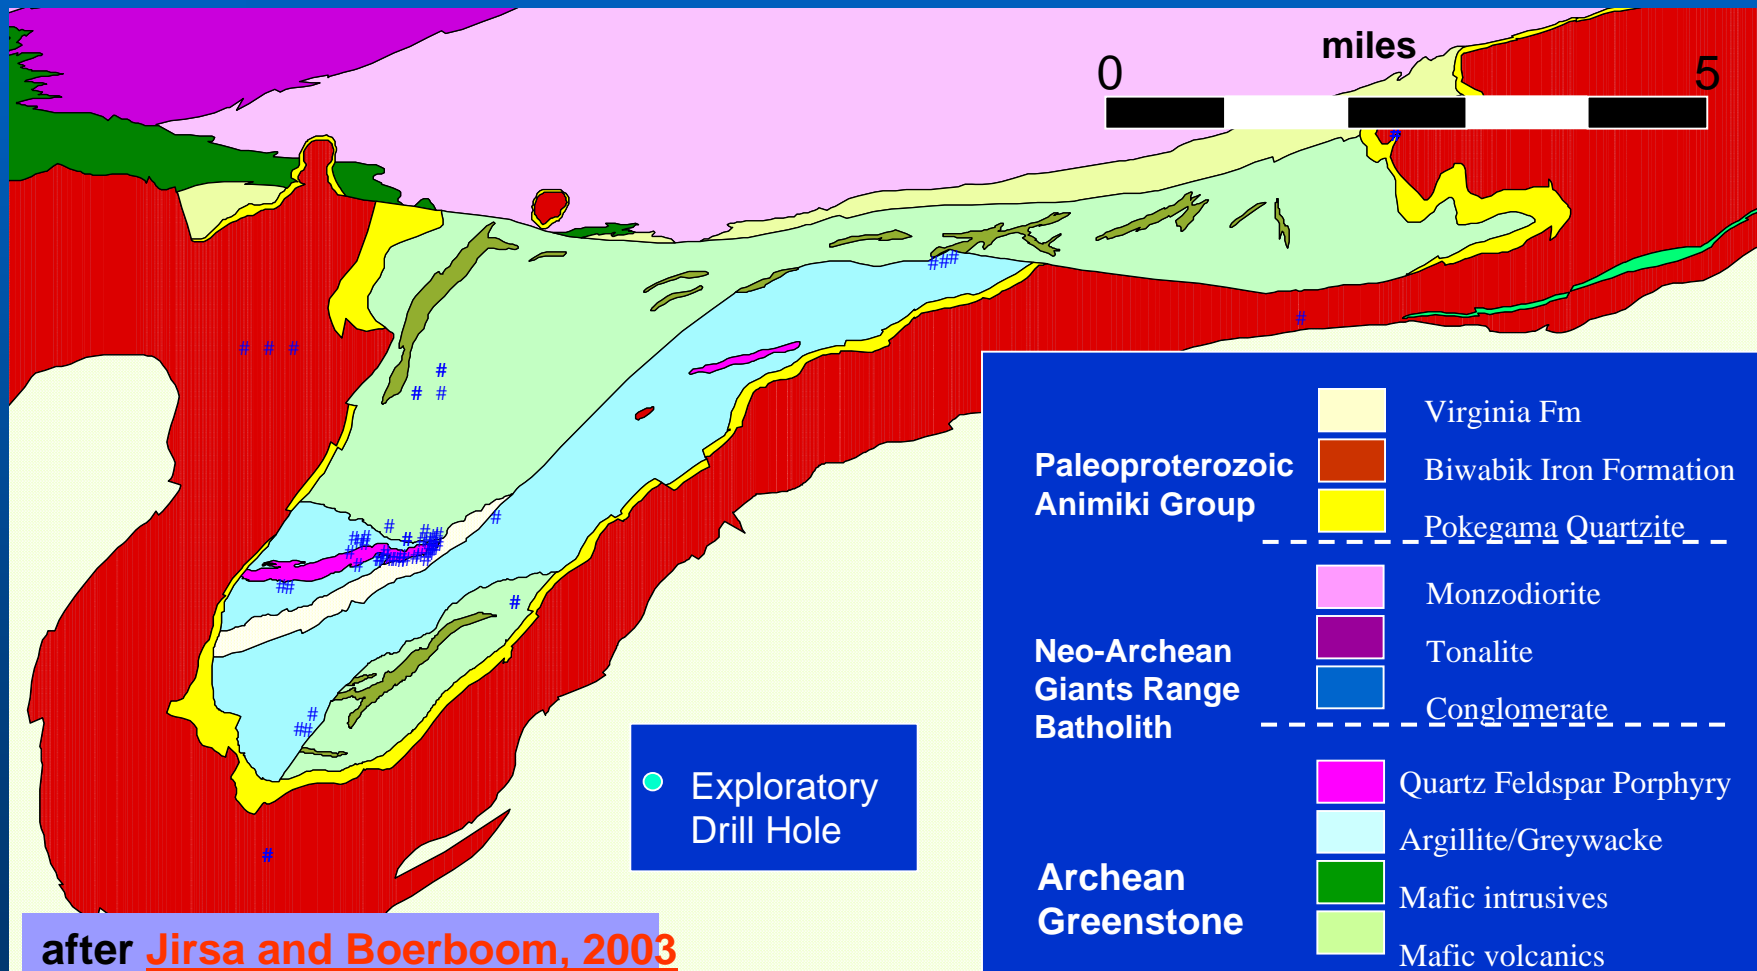 miles
0 5
Virginia Fm
Paleoproterozoic
Animiki Group
Biwabik Iron Formation
Pokegama Quartzite
Monzodiorite
Neo-Archean
Giants Range
Batholith
Tonalite
Conglomerate
Quartz Feldspar Porphyry
Argillite/Greywacke
Archean
Greenstone
Mafic intrusives
Mafic volcanics
Exploratory
Drill Hole
after Jirsa and Boerboom, 2003